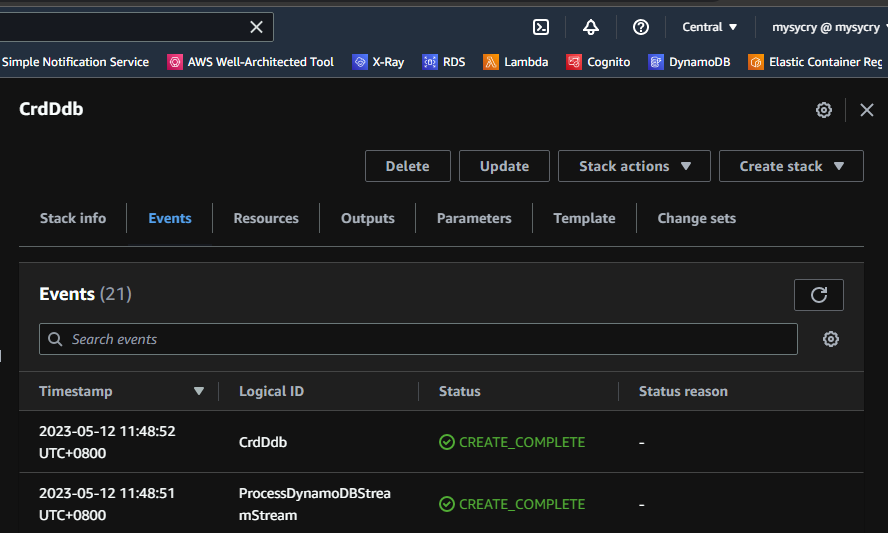 Central ▼ mysycry @ mysycry
Simple Notification Service AWS Well-Architected Tool X-Ray RDS Lambda Cognito DynamoDB Elastic Container Reg
CrdDdb
Delete Update Stack actions ▼ Create stack ▼
Stack info Events Resources Outputs Parameters Template Change sets
Events (21)
Search events
Timestamp ▼ Logical ID Status Status reason
2023-05-12 11:48:52
UTC+0800
CrdDdb
CREATE_COMPLETE
-
2023-05-12 11:48:51
UTC+0800
ProcessDynamoDBStrea
mStream
CREATE_COMPLETE
-